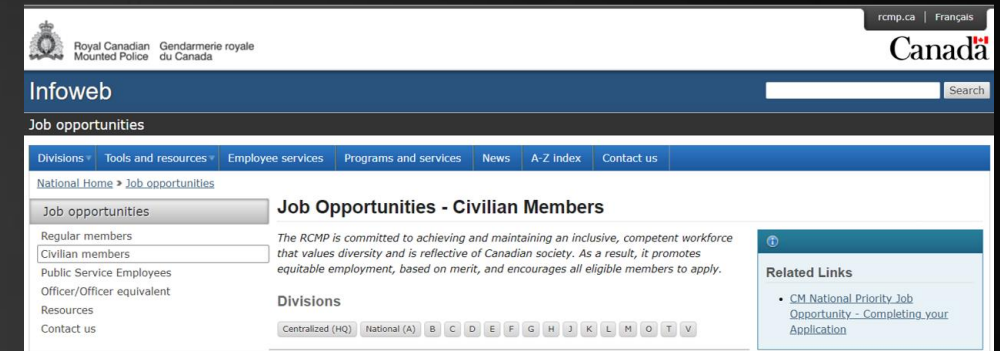 rcmp.ca | Français
Royal Canadian Gendarmerie royale
Mounted Police du Canada
Canada
Infoweb
Search
Job opportunities
Divisions Tools and resources Employee services Programs and services News A-Z index Contact us
National Home > Job opportunities
Job opportunities
Regular members
Civilian members
Public Service Employees
Officer/Officer equivalent
Resources
Contact us
Job Opportunities - Civilian Members
The RCMP is committed to achieving and maintaining an inclusive, competent workforce
that values diversity and is reflective of Canadian society. As a result, it promotes
equitable employment, based on merit, and encourages all eligible members to apply.
Divisions
Centralized (HQ) National (A) B C D E F G H J K L M O T V
Related Links
• CM National Priority Job
Opportunity - Completing your
Application